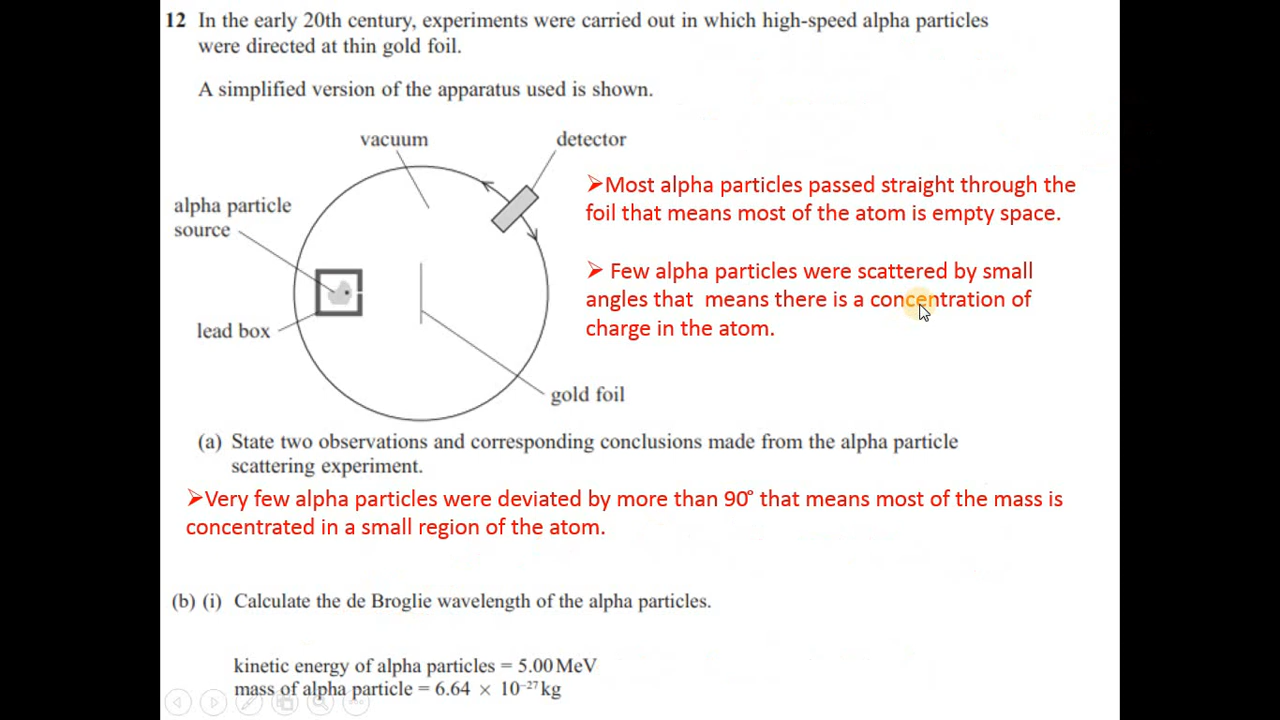 12 In the early 20th century, experiments were carried out in which high-speed alpha particles
were directed at thin gold foil.
A simplified version of the apparatus used is shown.
vacuum
detector
alpha particle
source
lead box
gold foil
➢Most alpha particles passed straight through the
foil that means most of the atom is empty space.
➢ Few alpha particles were scattered by small
angles that means there is a concentration of
charge in the atom.
(a) State two observations and corresponding conclusions made from the alpha particle
scattering experiment.
➢Very few alpha particles were deviated by more than 90° that means most of the mass is
concentrated in a small region of the atom.
(b) (i) Calculate the de Broglie wavelength of the alpha particles.
kinetic energy of alpha particles = 5.00 MeV
mass of alpha particle = 6.64 × 10⁻²⁷ kg